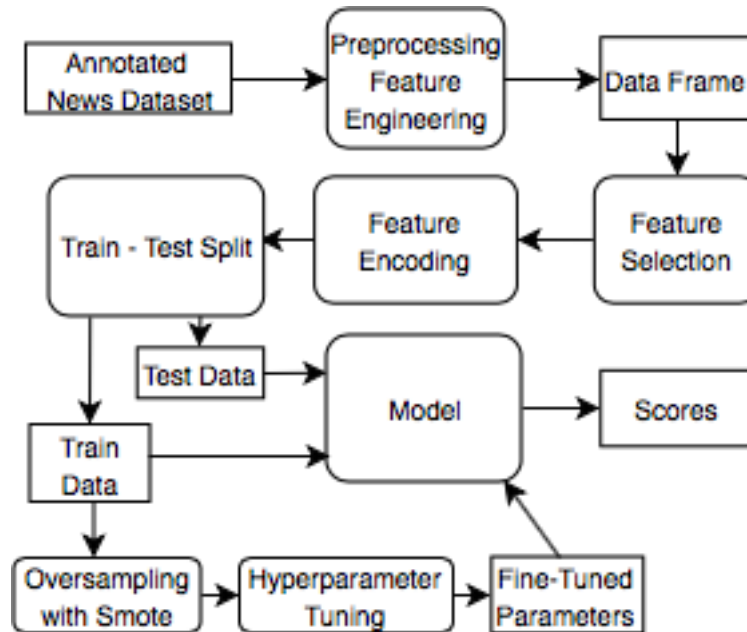 Annotated
News Dataset
Preprocessing
Feature
Engineering
Data Frame
Train - Test Split
Feature
Encoding
Feature
Selection
Test Data
Model
Scores
Train
Data
Oversampling
with Smote
Hyperparameter
Tuning
Fine-Tuned
Parameters